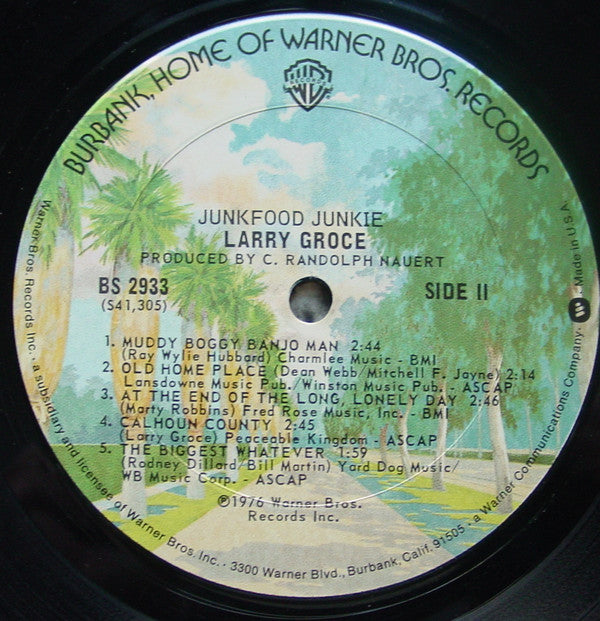 BURBANK, HOME OF WARNER BROS. RECORDS
WB
RECORDS
JUNKFOOD JUNKIE
LARRY GROCE
PRODUCED BY C. RANDOLPH NAUERT
BS 2933
SIDE II
(S41,305)
1. MUDDY BOGGY BANJO MAN 2:44
(Ray Wylie Hubbard) Charmlee Music - BMI
2. OLD HOME PLACE (Dean Webb/Mitchell F. Jayne) 2:14
Lansdowne Music Pub./Winston Music Pub. - ASCAP
3. AT THE END OF THE LONG, LONELY DAY 2:46
(Marty Robbins) Fred Rose Music, Inc. - BMI
4. CALHOUN COUNTY 2:45
(Larry Groce) Peaceable Kingdom - ASCAP
5. THE BIGGEST WHATEVER 1:59
(Rodney Dillard/Bill Martin) Yard Dog Music/
WB Music Corp. - ASCAP
℗1976 Warner Bros.
Records Inc.
Warner Bros. Records Inc. · a subsidiary and licensee of Warner Bros. Inc. · 3300 Warner Blvd., Burbank, Calif. 91505 · a Warner Communications Company · Made in U.S.A.